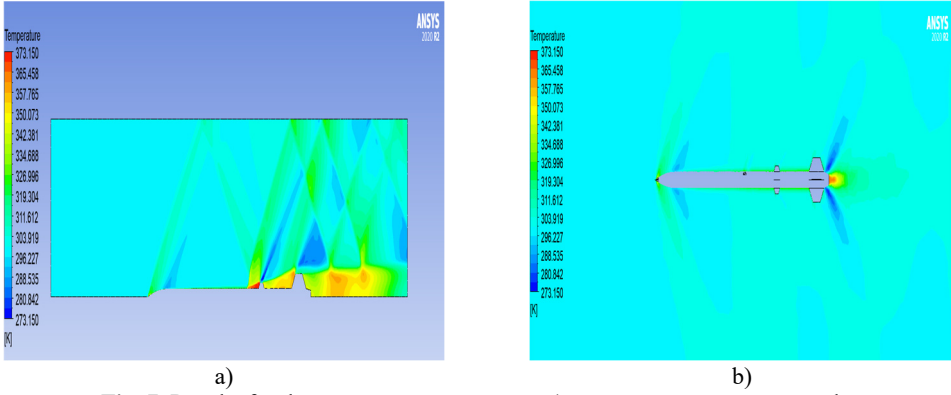 ANSYS
2020 R2
Temperature
373.150
365.458
357.765
350.073
342.381
334.688
326.996
319.304
311.612
303.919
296.227
288.535
280.842
273.150
[K]
a)
ANSYS
2020 R2
Temperature
373.150
365.458
357.765
350.073
342.381
334.688
326.996
319.304
311.612
303.919
296.227
288.535
280.842
273.150
[K]
b)